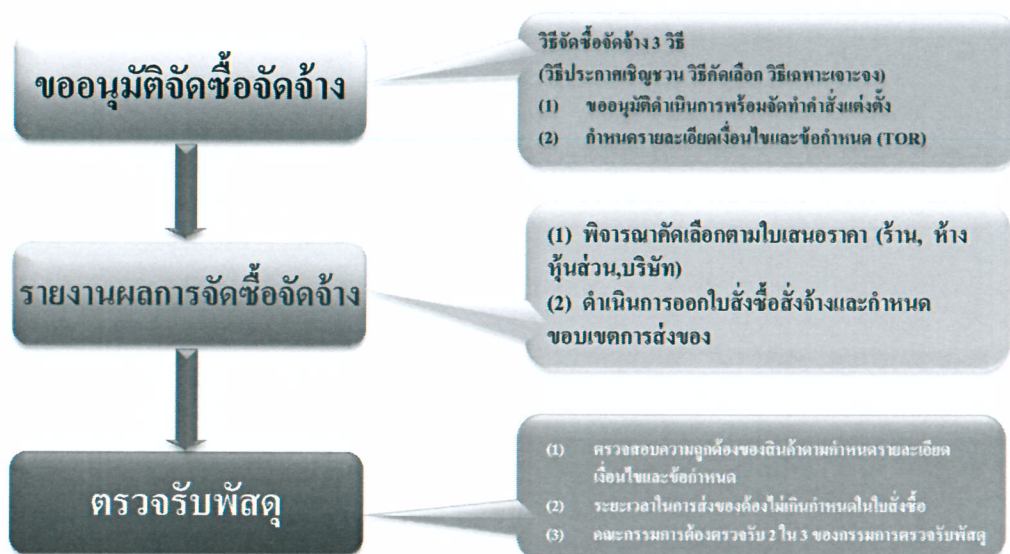 ขออนุมัติจัดซื้อจัดจ้าง
วิธีจัดซื้อจัดจ้าง 3 วิธี
(วิธีประกาศเชิญชวน วิธีคัดเลือก วิธีเฉพาะเจาะจง)
(1) ขออนุมัติดำเนินการพร้อมจัดทำคำสั่งแต่งตั้ง
(2) กำหนดรายละเอียดเงื่อนไขและข้อกำหนด (TOR)
รายงานผลการจัดซื้อจัดจ้าง
(1) พิจารณาคัดเลือกตามใบเสนอราคา (ร้าน, ห้าง
หุ้นส่วน,บริษัท)
(2) ดำเนินการออกใบสั่งซื้อสั่งจ้างและกำหนด
ขอบเขตการส่งของ
ตรวจรับพัสดุ
(1) ตรวจสอบความถูกต้องของสินค้าตามกำหนดรายละเอียด
เงื่อนไขและข้อกำหนด
(2) ระยะเวลาในการส่งของต้องไม่เกินกำหนดในใบสั่งซื้อ
(3) คณะกรรมการต้องตรวจรับ 2 ใน 3 ของกรรมการตรวจรับพัสดุ